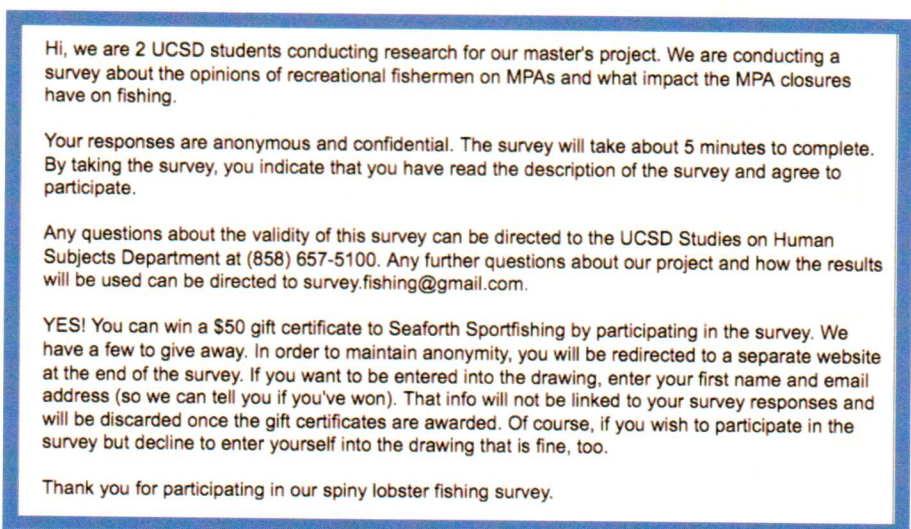 Hi, we are 2 UCSD students conducting research for our master's project. We are conducting a
survey about the opinions of recreational fishermen on MPAs and what impact the MPA closures
have on fishing.
Your responses are anonymous and confidential. The survey will take about 5 minutes to complete.
By taking the survey, you indicate that you have read the description of the survey and agree to
participate.
Any questions about the validity of this survey can be directed to the UCSD Studies on Human
Subjects Department at (858) 657-5100. Any further questions about our project and how the results
will be used can be directed to survey.fishing@gmail.com.
YES! You can win a $50 gift certificate to Seaforth Sportfishing by participating in the survey. We
have a few to give away. In order to maintain anonymity, you will be redirected to a separate website
at the end of the survey. If you want to be entered into the drawing, enter your first name and email
address (so we can tell you if you've won). That info will not be linked to your survey responses and
will be discarded once the gift certificates are awarded. Of course, if you wish to participate in the
survey but decline to enter yourself into the drawing that is fine, too.
Thank you for participating in our spiny lobster fishing survey.